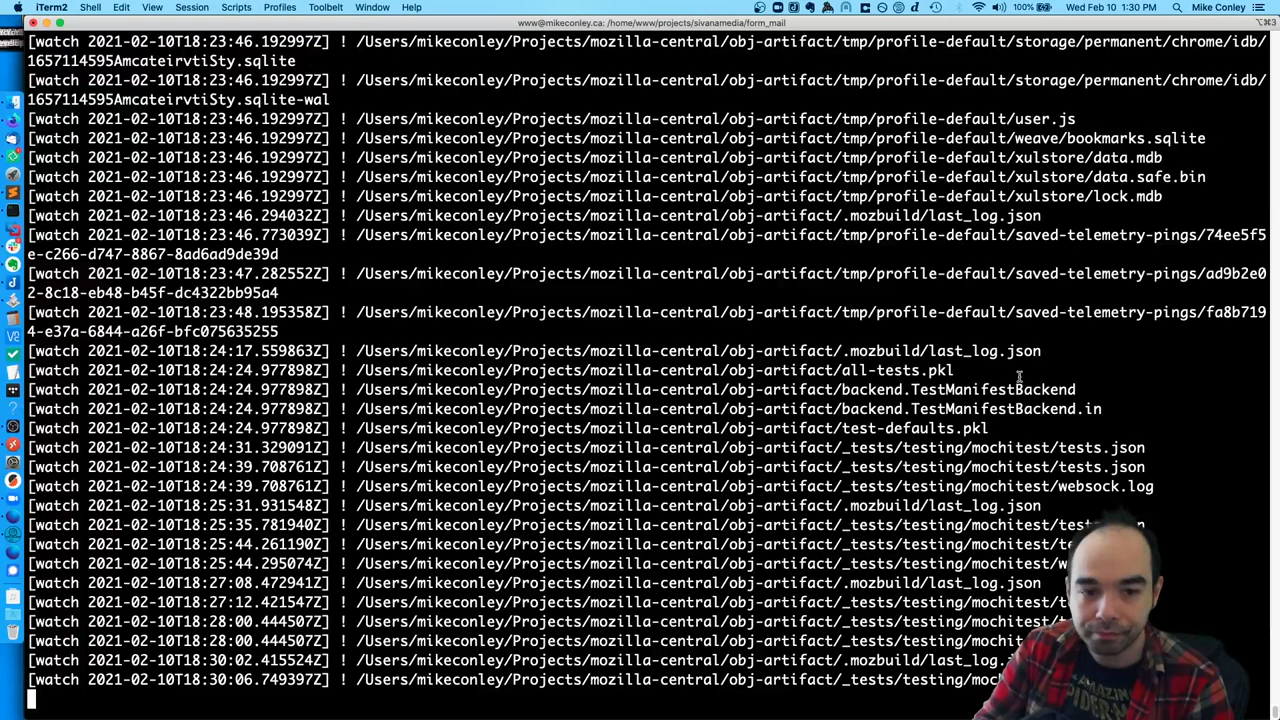 iTerm2 Shell Edit View Session Scripts Profiles Toolbelt Window Help 100% Wed Feb 10 1:30 PM Mike Conley
www@mikeconley.ca: /home/www/projects/sivanamedia/form_mail ⌥⌘3
[watch 2021-02-10T18:23:46.192997Z] ! /Users/mikeconley/Projects/mozilla-central/obj-artifact/tmp/profile-default/storage/permanent/chrome/idb/
1657114595AmcateirvtiSty.sqlite
[watch 2021-02-10T18:23:46.192997Z] ! /Users/mikeconley/Projects/mozilla-central/obj-artifact/tmp/profile-default/storage/permanent/chrome/idb/
1657114595AmcateirvtiSty.sqlite-wal
[watch 2021-02-10T18:23:46.192997Z] ! /Users/mikeconley/Projects/mozilla-central/obj-artifact/tmp/profile-default/user.js
[watch 2021-02-10T18:23:46.192997Z] ! /Users/mikeconley/Projects/mozilla-central/obj-artifact/tmp/profile-default/weave/bookmarks.sqlite
[watch 2021-02-10T18:23:46.192997Z] ! /Users/mikeconley/Projects/mozilla-central/obj-artifact/tmp/profile-default/xulstore/data.mdb
[watch 2021-02-10T18:23:46.192997Z] ! /Users/mikeconley/Projects/mozilla-central/obj-artifact/tmp/profile-default/xulstore/data.safe.bin
[watch 2021-02-10T18:23:46.192997Z] ! /Users/mikeconley/Projects/mozilla-central/obj-artifact/tmp/profile-default/xulstore/lock.mdb
[watch 2021-02-10T18:23:46.294032Z] ! /Users/mikeconley/Projects/mozilla-central/obj-artifact/.mozbuild/last_log.json
[watch 2021-02-10T18:23:46.773039Z] ! /Users/mikeconley/Projects/mozilla-central/obj-artifact/tmp/profile-default/saved-telemetry-pings/74ee5f5
e-c266-d747-8867-8ad6ad9de39d
[watch 2021-02-10T18:23:47.282552Z] ! /Users/mikeconley/Projects/mozilla-central/obj-artifact/tmp/profile-default/saved-telemetry-pings/ad9b2e0
2-8c18-eb48-b45f-dc4322bb95a4
[watch 2021-02-10T18:23:48.195358Z] ! /Users/mikeconley/Projects/mozilla-central/obj-artifact/tmp/profile-default/saved-telemetry-pings/fa8b719
4-e37a-6844-a26f-bfc075635255
[watch 2021-02-10T18:24:17.559863Z] ! /Users/mikeconley/Projects/mozilla-central/obj-artifact/.mozbuild/last_log.json
[watch 2021-02-10T18:24:24.977898Z] ! /Users/mikeconley/Projects/mozilla-central/obj-artifact/all-tests.pkl
[watch 2021-02-10T18:24:24.977898Z] ! /Users/mikeconley/Projects/mozilla-central/obj-artifact/backend.TestManifestBackend
[watch 2021-02-10T18:24:24.977898Z] ! /Users/mikeconley/Projects/mozilla-central/obj-artifact/backend.TestManifestBackend.in
[watch 2021-02-10T18:24:24.977898Z] ! /Users/mikeconley/Projects/mozilla-central/obj-artifact/test-defaults.pkl
[watch 2021-02-10T18:24:31.329091Z] ! /Users/mikeconley/Projects/mozilla-central/obj-artifact/_tests/testing/mochitest/tests.json
[watch 2021-02-10T18:24:39.708761Z] ! /Users/mikeconley/Projects/mozilla-central/obj-artifact/_tests/testing/mochitest/tests.json
[watch 2021-02-10T18:24:39.708761Z] ! /Users/mikeconley/Projects/mozilla-central/obj-artifact/_tests/testing/mochitest/websock.log
[watch 2021-02-10T18:25:31.931548Z] ! /Users/mikeconley/Projects/mozilla-central/obj-artifact/.mozbuild/last_log.json
[watch 2021-02-10T18:25:35.781940Z] ! /Users/mikeconley/Projects/mozilla-central/obj-artifact/_tests/testing/mochitest/
[watch 2021-02-10T18:25:44.261190Z] ! /Users/mikeconley/Projects/mozilla-central/obj-artifact/_tests/testing/mochitest/
[watch 2021-02-10T18:25:44.295074Z] ! /Users/mikeconley/Projects/mozilla-central/obj-artifact/_tests/testing/mochitest/
[watch 2021-02-10T18:27:08.472941Z] ! /Users/mikeconley/Projects/mozilla-central/obj-artifact/.mozbuild/last_log.json
[watch 2021-02-10T18:27:12.421547Z] ! /Users/mikeconley/Projects/mozilla-central/obj-artifact/_tests/testing/mochitest/
[watch 2021-02-10T18:28:00.444507Z] ! /Users/mikeconley/Projects/mozilla-central/obj-artifact/_tests/testing/mochitest/
[watch 2021-02-10T18:28:00.444507Z] ! /Users/mikeconley/Projects/mozilla-central/obj-artifact/_tests/testing/mochitest/
[watch 2021-02-10T18:30:02.415524Z] ! /Users/mikeconley/Projects/mozilla-central/obj-artifact/.mozbuild/last_log.
[watch 2021-02-10T18:30:06.749397Z] ! /Users/mikeconley/Projects/mozilla-central/obj-artifact/_tests/testing/
AMAZING